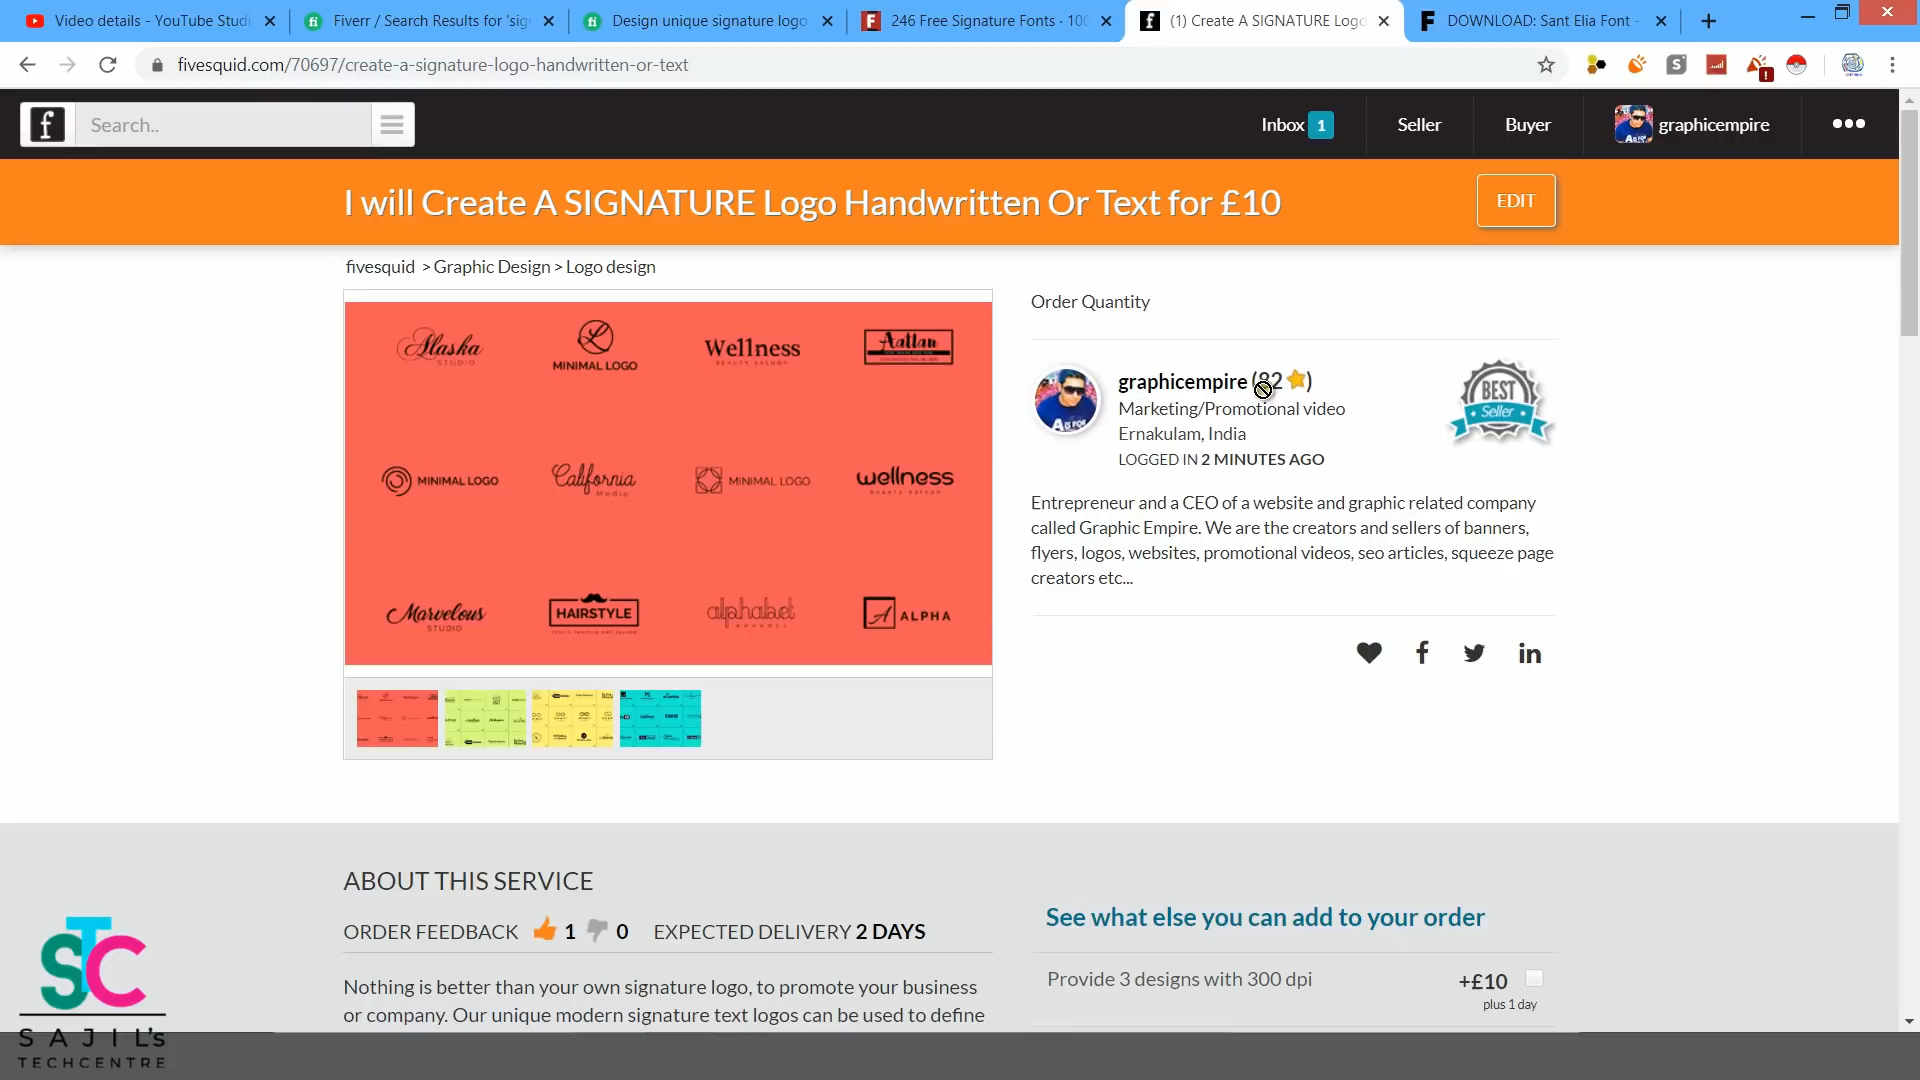 Video details - YouTube Studi
Fiverr / Search Results for 'sign
Design unique signature logo
246 Free Signature Fonts · 100
(1) Create A SIGNATURE Logo
DOWNLOAD: Sant Elia Font -
fivesquid.com/70697/create-a-signature-logo-handwritten-or-text
f
Search..
Inbox 1
Seller
Buyer
graphicempire
I will Create A SIGNATURE Logo Handwritten Or Text for £10
EDIT
fivesquid > Graphic Design > Logo design
Alaska
STUDIO
L
MINIMAL LOGO
Wellness
BEAUTY SALOON
Aatlan
MINIMAL LOGO
California
Media
MINIMAL LOGO
wellness
beauty saloon
Marvelous
STUDIO
HAIRSTYLE
alphabet
APPAREL
A ALPHA
Order Quantity
graphicempire (82 )
Marketing/Promotional video
Ernakulam, India
LOGGED IN 2 MINUTES AGO
BEST
Seller
Entrepreneur and a CEO of a website and graphic related company
called Graphic Empire. We are the creators and sellers of banners,
flyers, logos, websites, promotional videos, seo articles, squeeze page
creators etc...
ABOUT THIS SERVICE
ORDER FEEDBACK 1 0 EXPECTED DELIVERY 2 DAYS
Nothing is better than your own signature logo, to promote your business
or company. Our unique modern signature text logos can be used to define
See what else you can add to your order
Provide 3 designs with 300 dpi
+£10
plus 1 day
STC
SAJIL's
TECHCENTRE